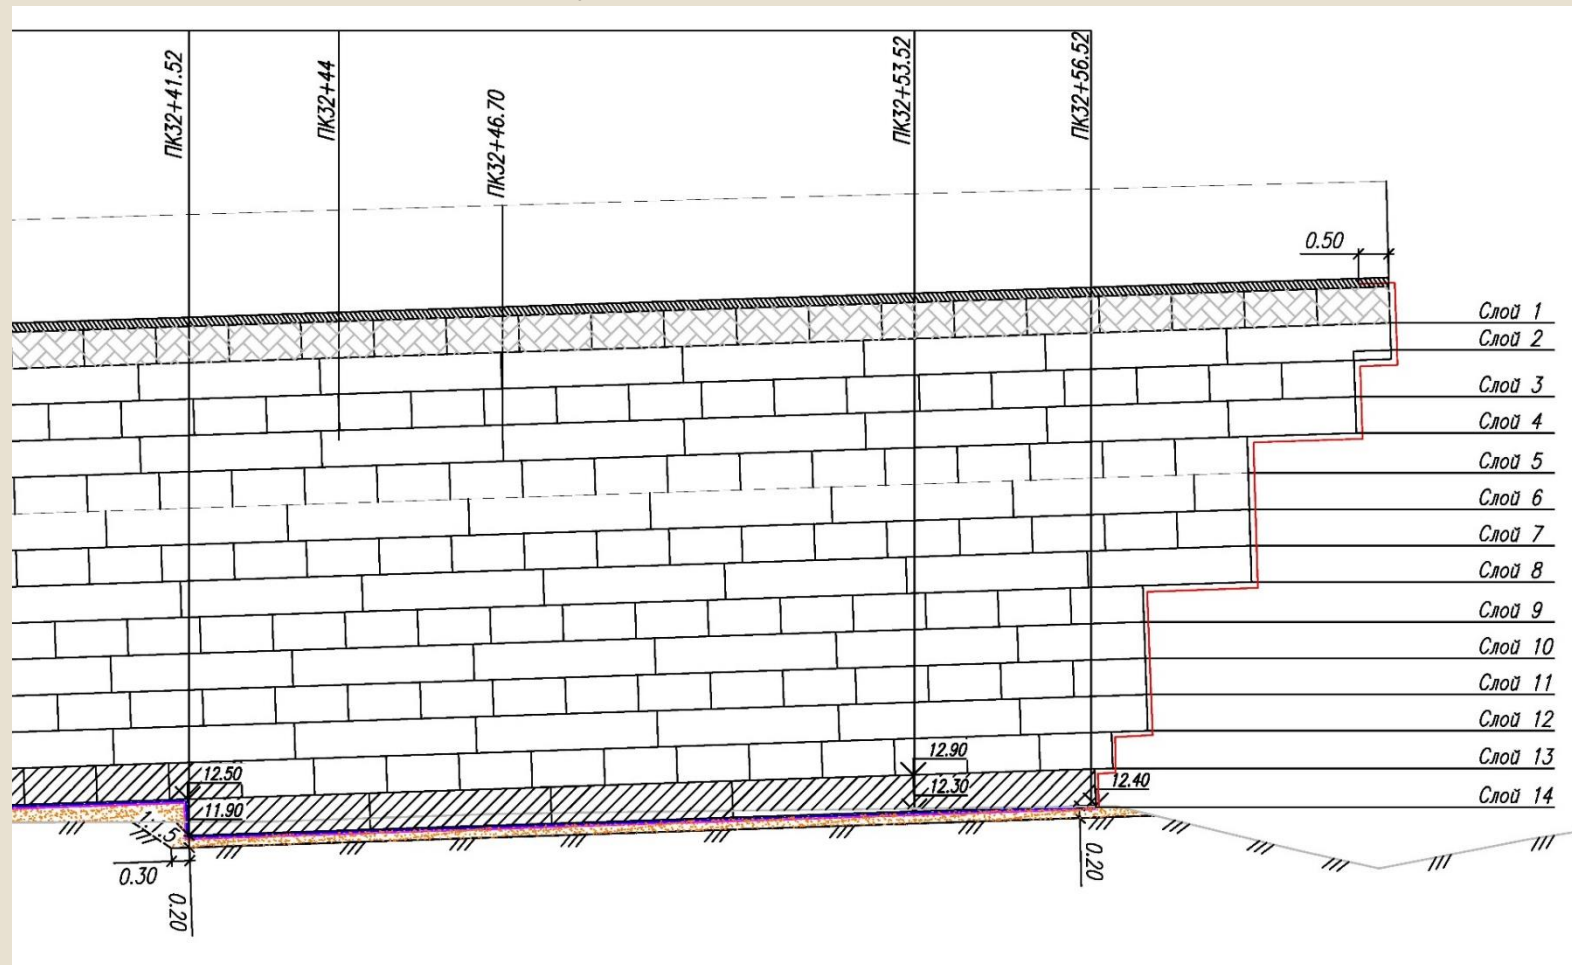 ПК32+41.52
ПК32+44
ПК32+46.70
ПК32+53.52
ПК32+56.52
0.50
Слой 1
Слой 2
Слой 3
Слой 4
Слой 5
Слой 6
Слой 7
Слой 8
Слой 9
Слой 10
Слой 11
Слой 12
Слой 13
Слой 14
12.50
11.90
12.90
12.30
12.40
1:1.5
0.30
0.20
0.20